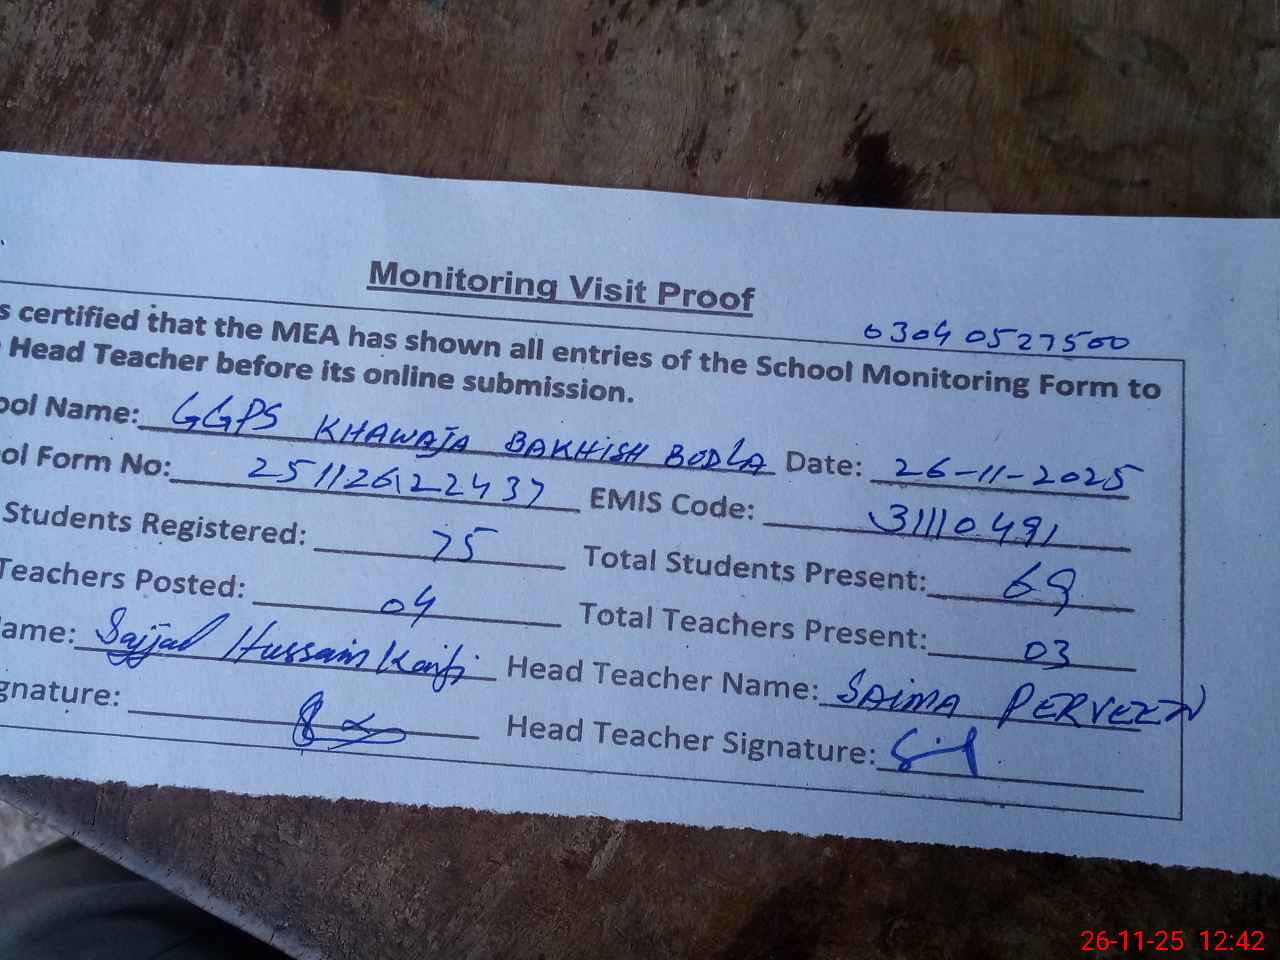 Monitoring Visit Proof
03040527500
s certified that the MEA has shown all entries of the School Monitoring Form to
Head Teacher before its online submission.
ool Name: GGPS KHAWAJA BAKHISH BODLA Date: 26-11-2025
ol Form No: 251126122437 EMIS Code: 31110491
Students Registered: 75 Total Students Present: 69
Teachers Posted: 04 Total Teachers Present: 03
ame: Sajjad Hussain Kaifi Head Teacher Name: SAIMA PERVEEN
gnature: Head Teacher Signature:
26-11-25 12:42